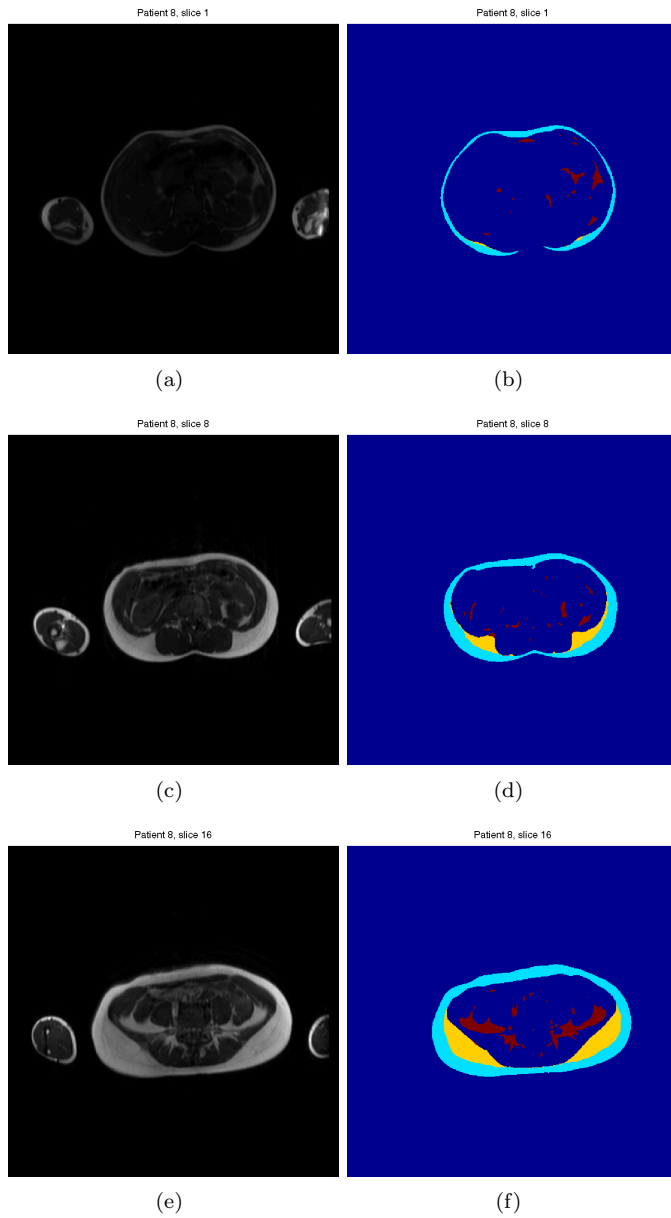 Patient 8, slice 1
Patient 8, slice 1
(a)
(b)
Patient 8, slice 8
Patient 8, slice 8
(c)
(d)
Patient 8, slice 16
Patient 8, slice 16
(e)
(f)